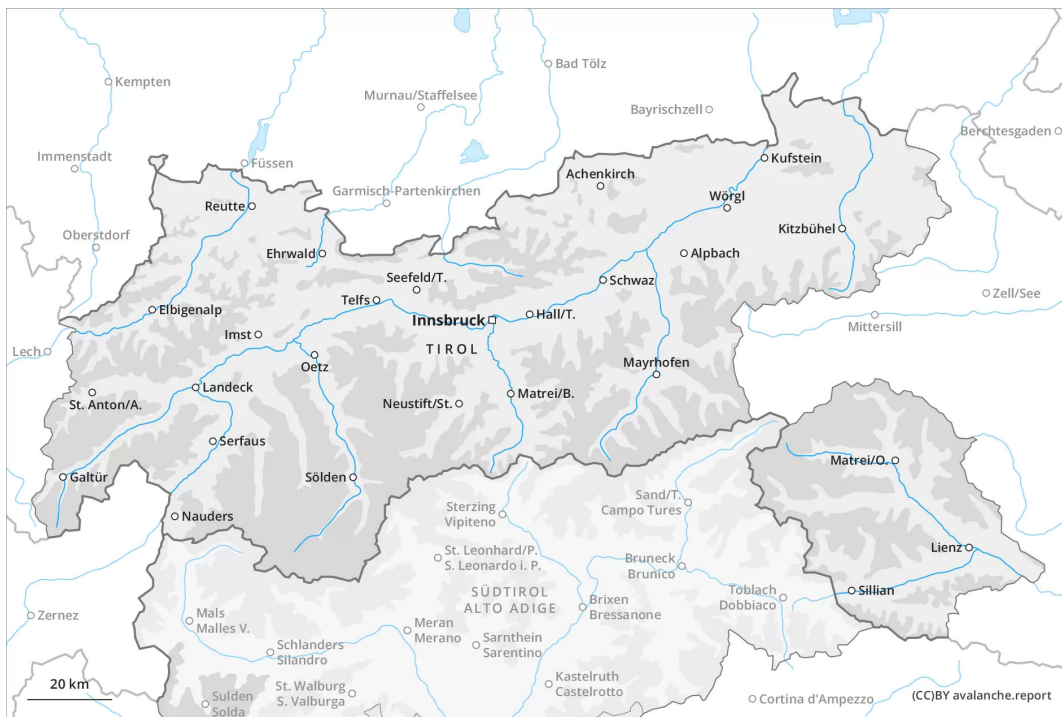 Kempten
Bad Tölz
Murnau/Staffelsee
Bayrischzell
Berchtesgaden
Immenstadt
Füssen
Kufstein
Achenkirch
Garmisch-Partenkirchen
Reutte
Wörgl
Kitzbühel
Oberstdorf
Ehrwald
Alpbach
Seefeld/T.
Schwaz
Zell/See
Telfs
Elbigenalp
Innsbruck
Hall/T.
Mittersill
Imst
TIROL
Lech
Oetz
Mayrhofen
Landeck
St. Anton/A.
Neustift/St.
Matrei/B.
Serfaus
Matrei/O.
Galtür
Sölden
Sand/T.
Campo Tures
Sterzing
Vipiteno
Nauders
Lienz
St. Leonhard/P.
S. Leonardo i. P.
Bruneck
Brunico
SÜDTIROL
ALTO ADIGE
Toblach
Dobbiaco
Sillian
Brixen
Bressanone
Zernez
Mals
Malles V.
Meran
Merano
Sarnthein
Sarentino
Schlanders
Silandro
Kastelruth
Castelrotto
20 km
St. Walburg
S. Valburga
Sulden
Solda
Cortina d'Ampezzo
(CC)BY avalanche.report